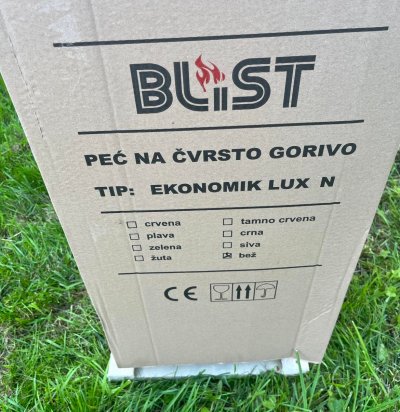 BLIST
PEĆ NA ČVRSTO GORIVO
TIP: EKONOMIK LUX N
crvena tamno crvena
plava crna
zelena siva
žuta bež
CE